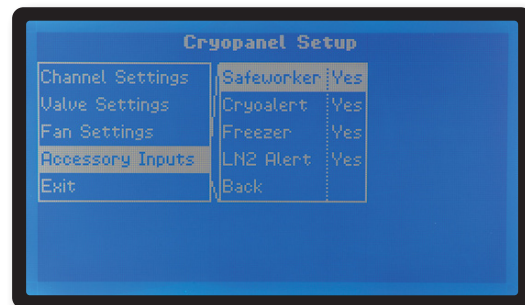 Cryopanel Setup
Channel Settings
Valve Settings
Fan Settings
Accessory Inputs
Exit
Safeworker Yes
Cryoalert Yes
Freezer Yes
LN2 Alert Yes
Back